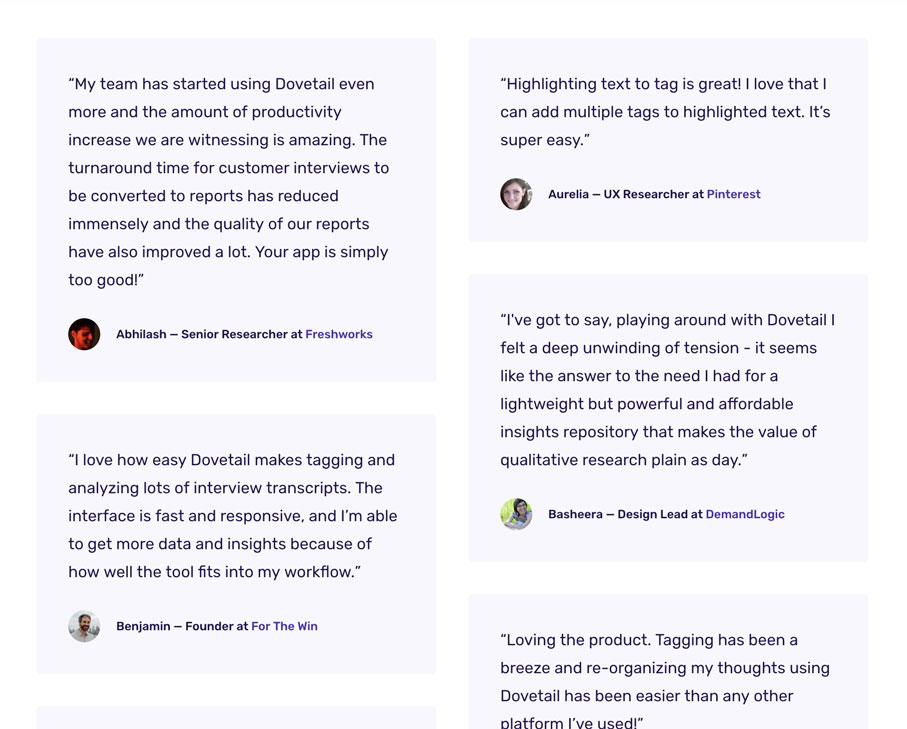 “My team has started using Dovetail even
more and the amount of productivity
increase we are witnessing is amazing. The
turnaround time for customer interviews to
be converted to reports has reduced
immensely and the quality of our reports
have also improved a lot. Your app is simply
too good!”
Abhilash — Senior Researcher at Freshworks
“I love how easy Dovetail makes tagging and
analyzing lots of interview transcripts. The
interface is fast and responsive, and I’m able
to get more data and insights because of
how well the tool fits into my workflow.”
Benjamin — Founder at For The Win
“Highlighting text to tag is great! I love that I
can add multiple tags to highlighted text. It’s
super easy.”
Aurelia — UX Researcher at Pinterest
“I've got to say, playing around with Dovetail I
felt a deep unwinding of tension - it seems
like the answer to the need I had for a
lightweight but powerful and affordable
insights repository that makes the value of
qualitative research plain as day.”
Basheera — Design Lead at DemandLogic
“Loving the product. Tagging has been a
breeze and re-organizing my thoughts using
Dovetail has been easier than any other
platform I’ve used!”